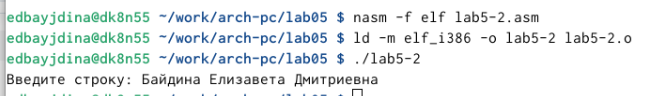 edbayjdina@dk8n55 ~/work/arch-pc/lab05 $ nasm -f elf lab5-2.asm
edbayjdina@dk8n55 ~/work/arch-pc/lab05 $ ld -m elf_i386 -o lab5-2 lab5-2.o
edbayjdina@dk8n55 ~/work/arch-pc/lab05 $ ./lab5-2
Введите строку: Байдина Елизавета Дмитриевна